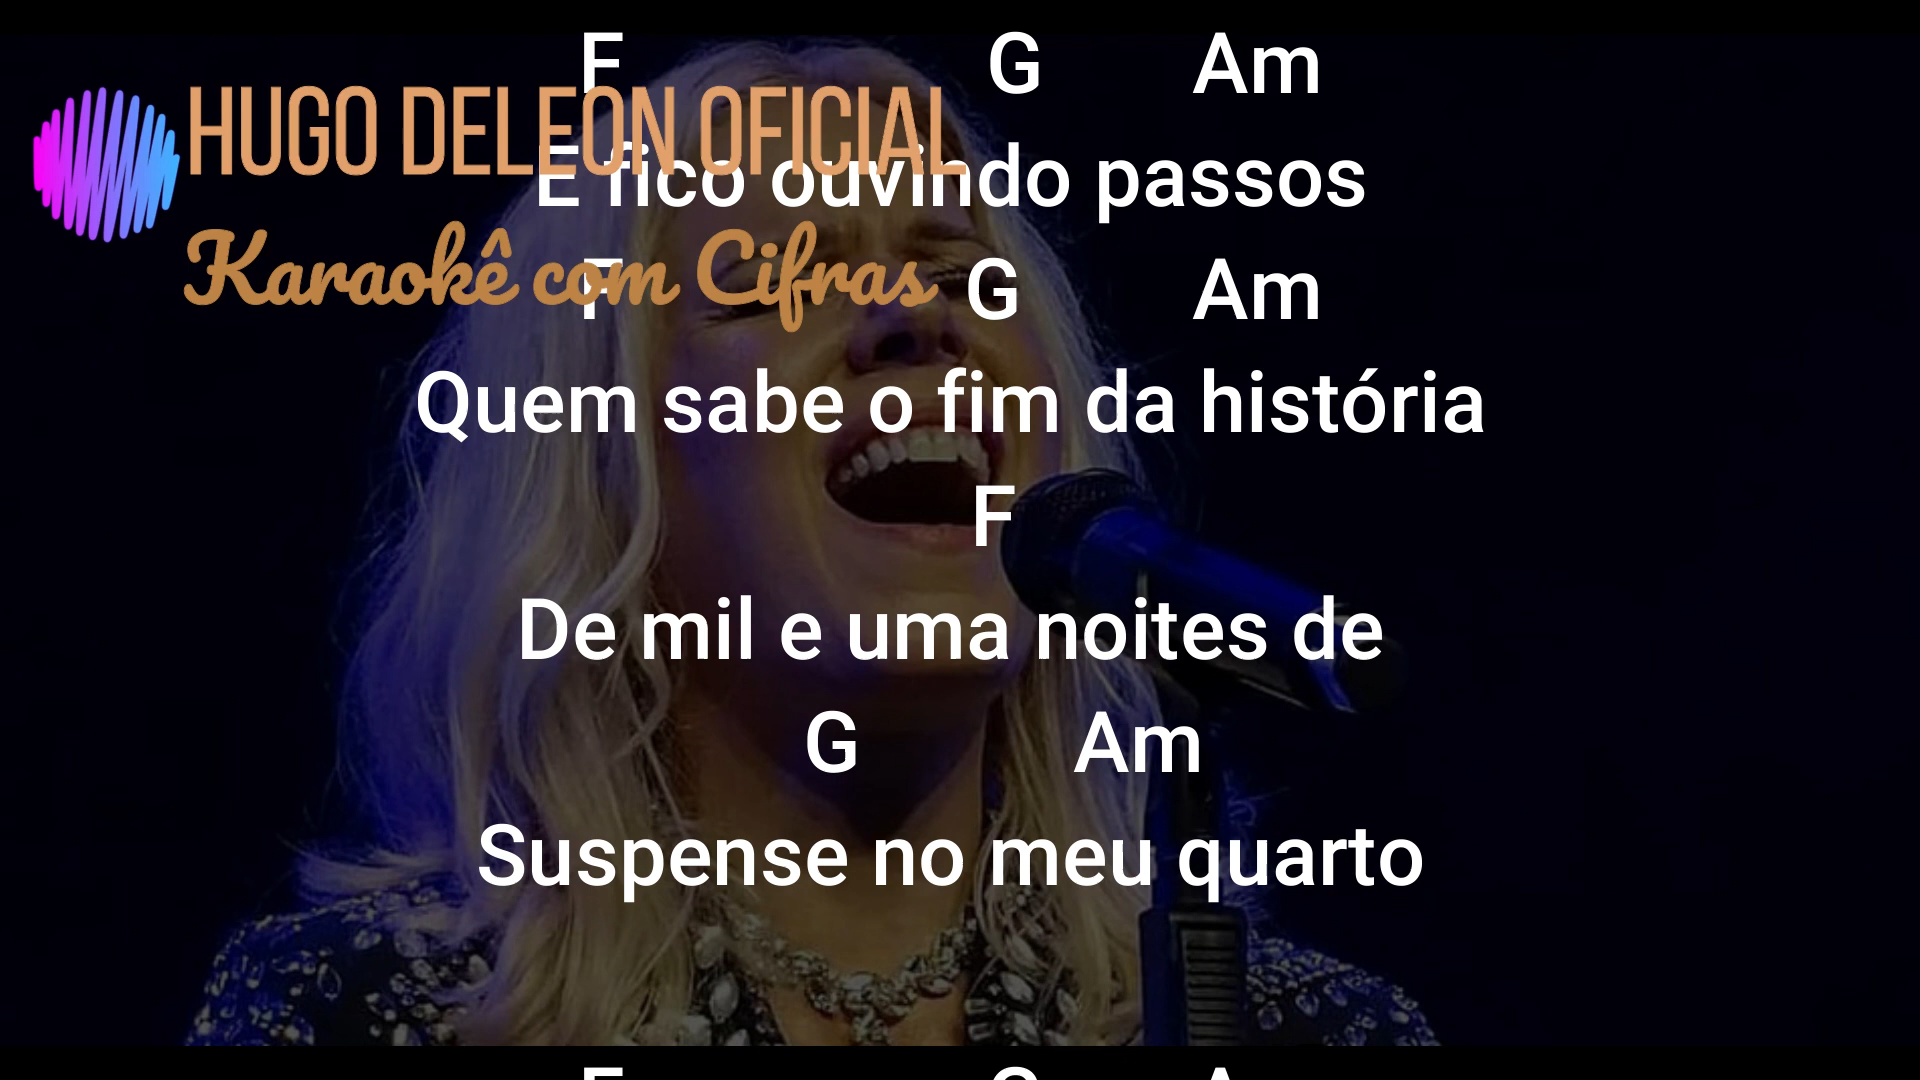 F G Am
HUGO DELEON OFICIAL
E fico ouvindo passos
Karaokê com Cifras
F G Am
Quem sabe o fim da história
F
De mil e uma noites de
G Am
Suspense no meu quarto